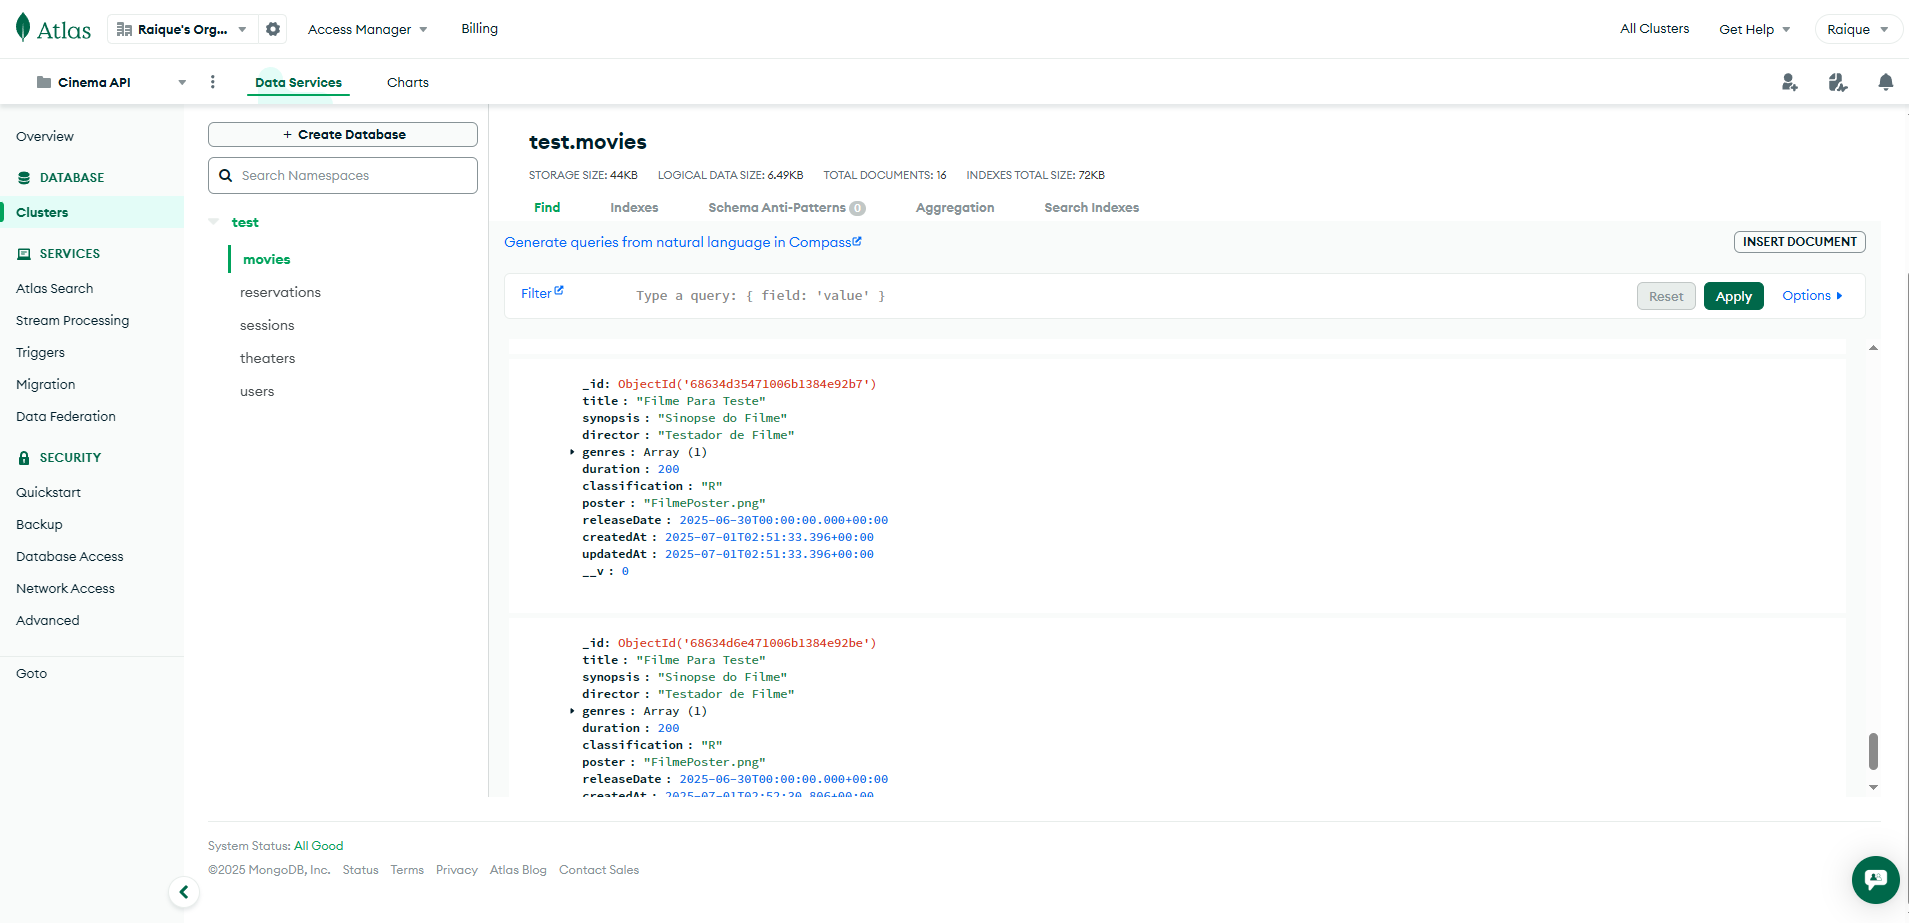 Atlas
Raique's Org...
Access Manager
Billing
All Clusters
Get Help
Raique
Cinema API
Data Services
Charts
Overview
DATABASE
Clusters
SERVICES
Atlas Search
Stream Processing
Triggers
Migration
Data Federation
SECURITY
Quickstart
Backup
Database Access
Network Access
Advanced
Goto
+ Create Database
Search Namespaces
test
movies
reservations
sessions
theaters
users
test.movies
STORAGE SIZE: 44KB LOGICAL DATA SIZE: 6.49KB TOTAL DOCUMENTS: 16 INDEXES TOTAL SIZE: 72KB
Find Indexes Schema Anti-Patterns 0 Aggregation Search Indexes
Generate queries from natural language in Compass
INSERT DOCUMENT
Filter
Type a query: { field: 'value' }
Reset
Apply
Options
_id: ObjectId('68634d35471006b1384e92b7')
title : "Filme Para Teste"
synopsis : "Sinopse do Filme"
director : "Testador de Filme"
genres : Array (1)
duration : 200
classification : "R"
poster : "FilmePoster.png"
releaseDate : 2025-06-30T00:00:00.000+00:00
createdAt : 2025-07-01T02:51:33.396+00:00
updatedAt : 2025-07-01T02:51:33.396+00:00
__v : 0
_id: ObjectId('68634d6e471006b1384e92be')
title : "Filme Para Teste"
synopsis : "Sinopse do Filme"
director : "Testador de Filme"
genres : Array (1)
duration : 200
classification : "R"
poster : "FilmePoster.png"
releaseDate : 2025-06-30T00:00:00.000+00:00
createdAt : 2025-07-01T02:52:30.806+00:00
System Status: All Good
©2025 MongoDB, Inc. Status Terms Privacy Atlas Blog Contact Sales